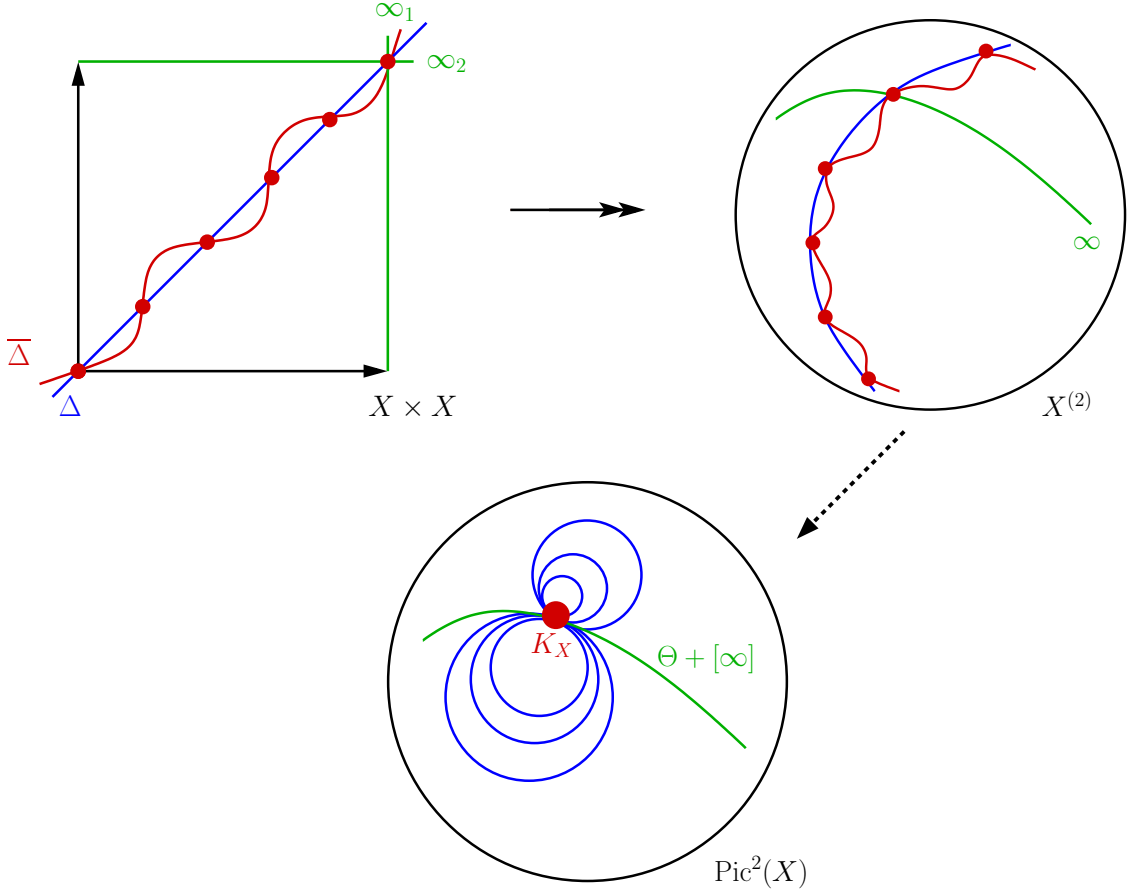 ∞₁
∞₂
Δ̅
Δ
X × X
∞
X⁽²⁾
K_X
Θ + [∞]
Pic²(X)